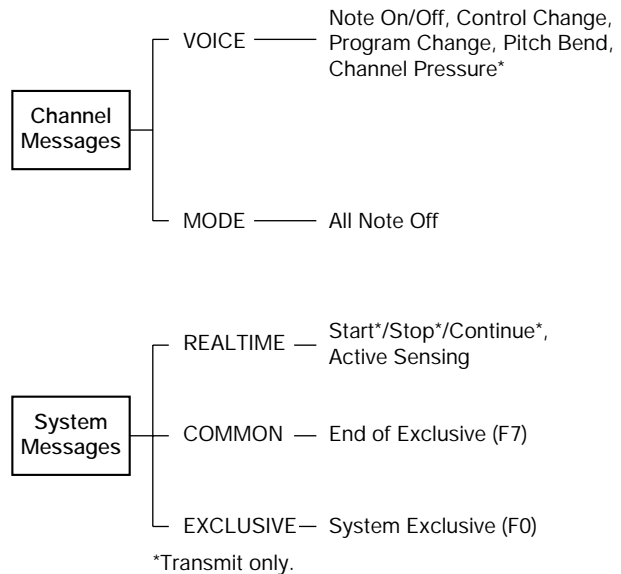 Channel
Messages
VOICE
Note On/Off, Control Change,
Program Change, Pitch Bend,
Channel Pressure*
MODE
All Note Off
System
Messages
REALTIME
Start*/Stop*/Continue*,
Active Sensing
COMMON
End of Exclusive (F7)
EXCLUSIVE
System Exclusive (F0)
*Transmit only.